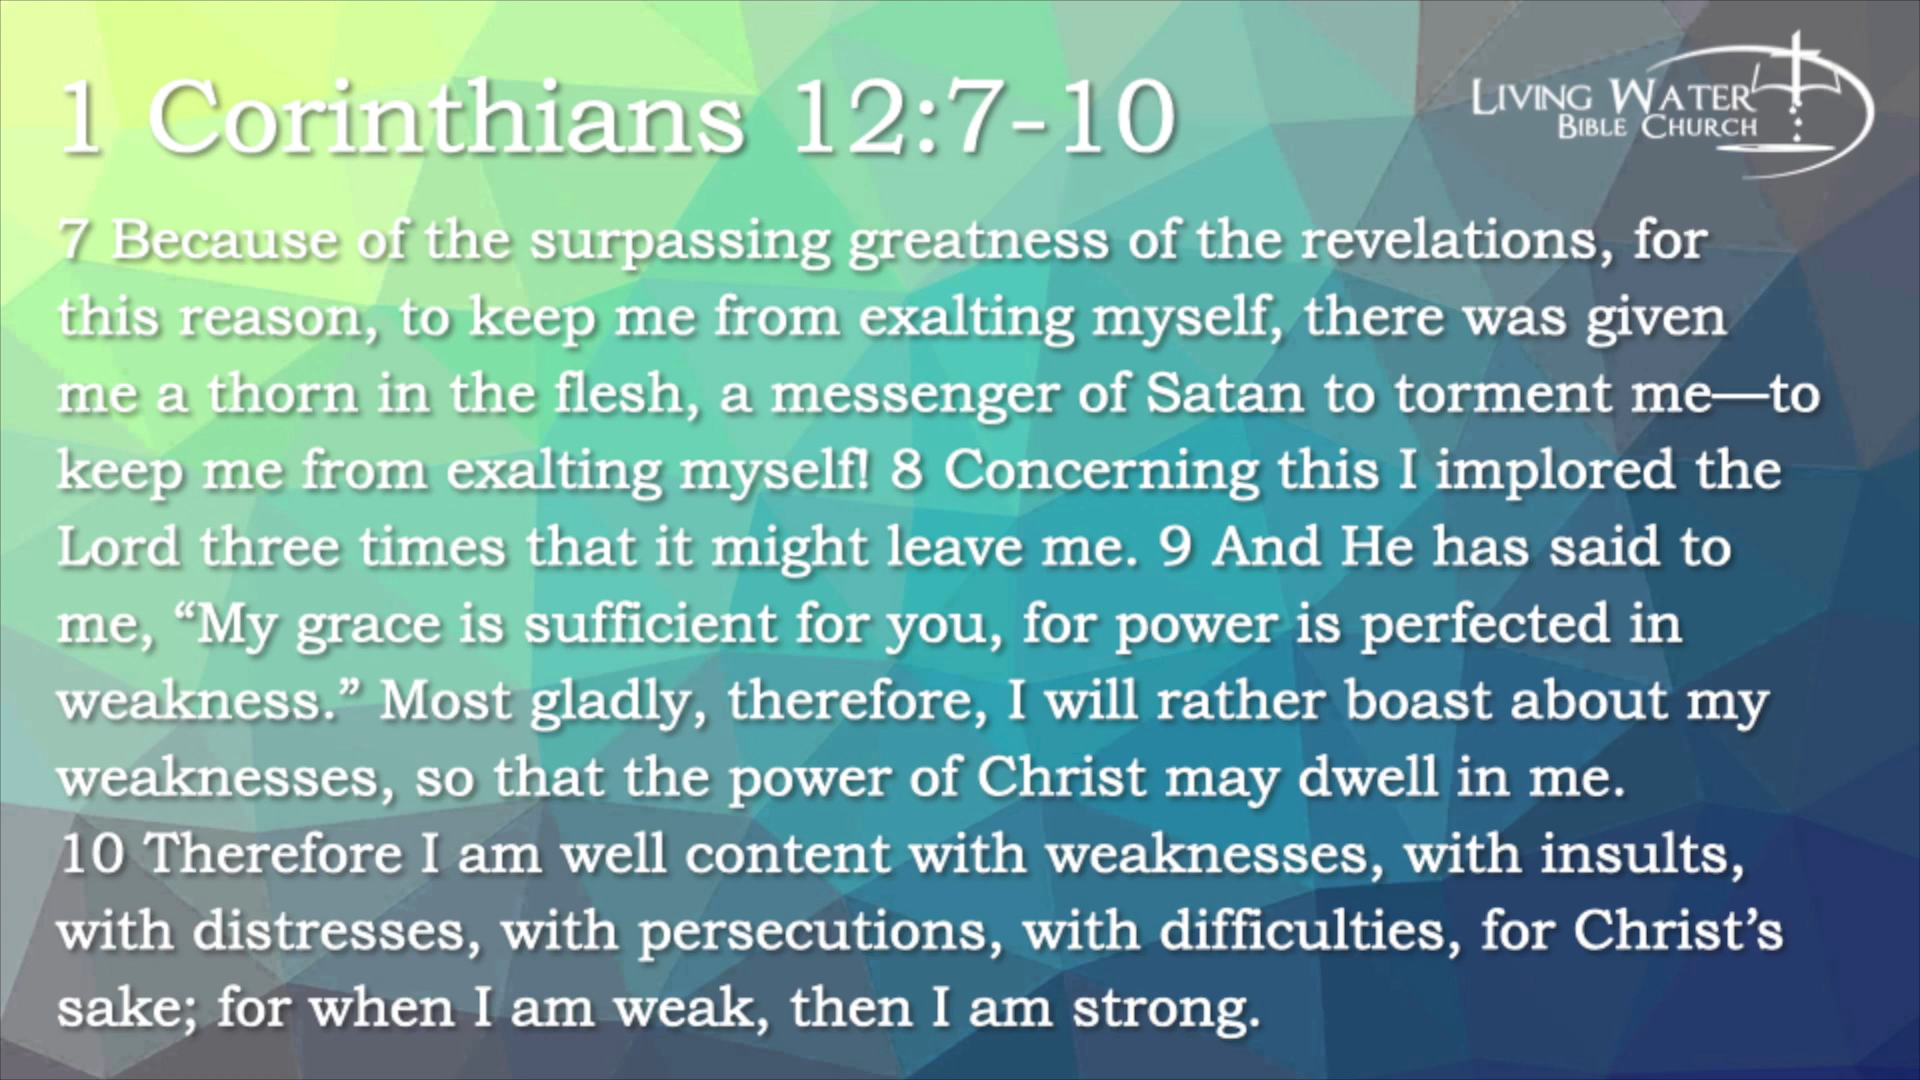 1 Corinthians 12:7-10
LIVING WATER
BIBLE CHURCH
7 Because of the surpassing greatness of the revelations, for
this reason, to keep me from exalting myself, there was given
me a thorn in the flesh, a messenger of Satan to torment me—to
keep me from exalting myself! 8 Concerning this I implored the
Lord three times that it might leave me. 9 And He has said to
me, “My grace is sufficient for you, for power is perfected in
weakness.” Most gladly, therefore, I will rather boast about my
weaknesses, so that the power of Christ may dwell in me.
10 Therefore I am well content with weaknesses, with insults,
with distresses, with persecutions, with difficulties, for Christ’s
sake; for when I am weak, then I am strong.